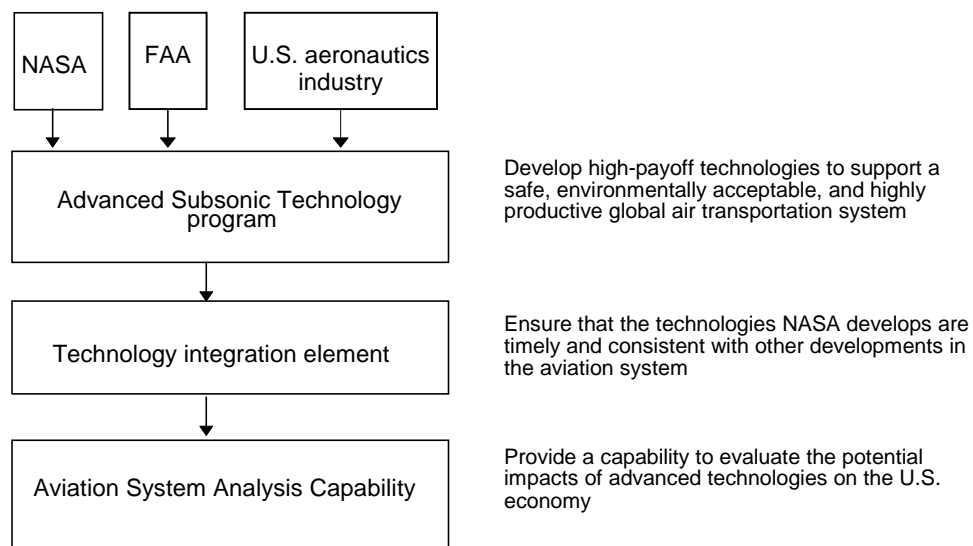 NASA
FAA
U.S. aeronautics
industry
Advanced Subsonic Technology
program
Develop high-payoff technologies to support a
safe, environmentally acceptable, and highly
productive global air transportation system
Technology integration element
Ensure that the technologies NASA develops are
timely and consistent with other developments in
the aviation system
Aviation System Analysis Capability
Provide a capability to evaluate the potential
impacts of advanced technologies on the U.S.
economy